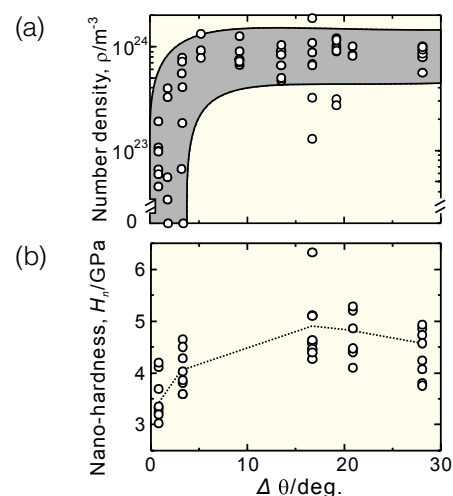 (a)
Number density, ρ/m⁻³
10²⁴
10²³
0
(b)
Nano-hardness, Hₙ/GPa
6
5
4
3
0 10 20 30
Δ θ/deg.